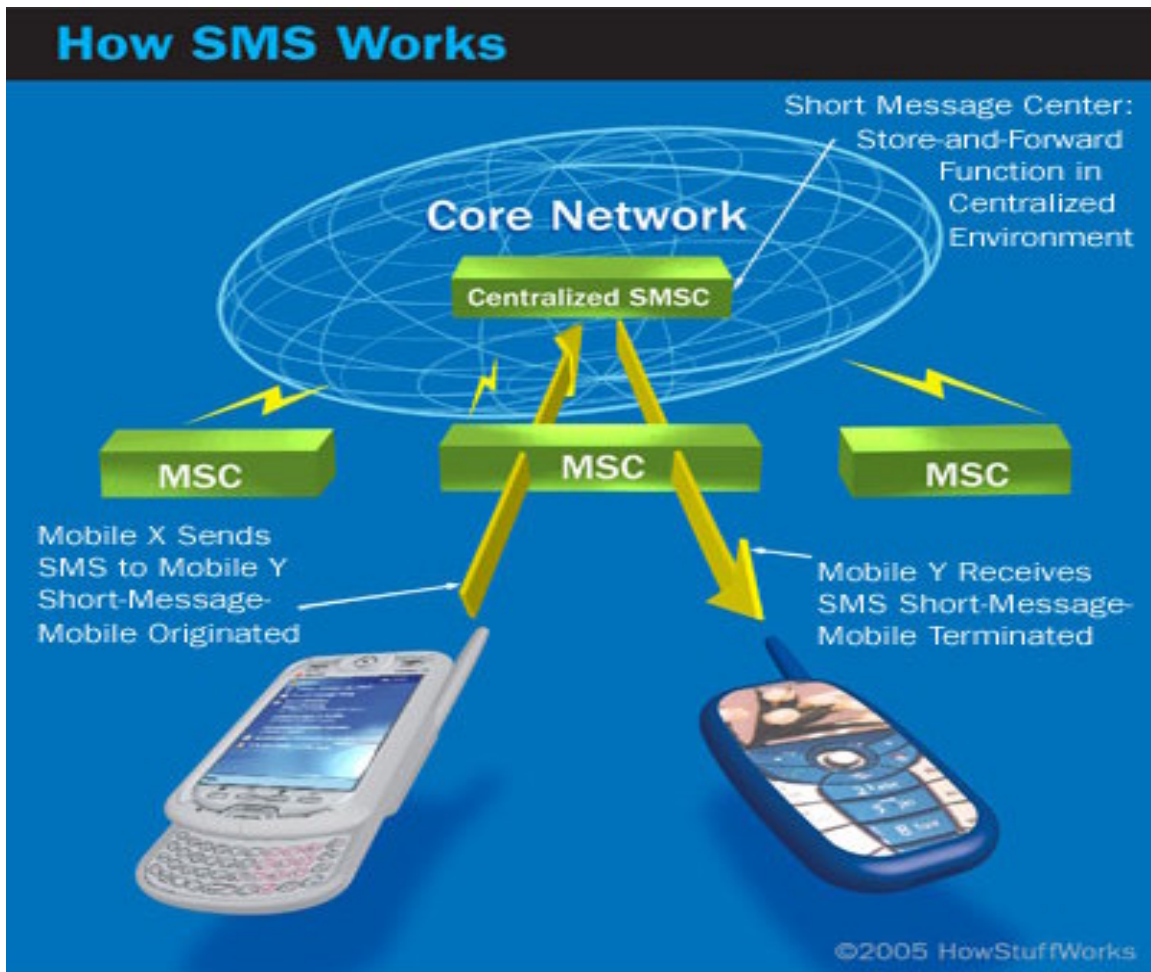 How SMS Works
Short Message Center:
Store-and-Forward
Function in
Centralized
Environment
Core Network
Centralized SMSC
MSC
MSC
MSC
Mobile X Sends
SMS to Mobile Y
Short-Message-
Mobile Originated
Mobile Y Receives
SMS Short-Message-
Mobile Terminated
©2005 HowStuffWorks